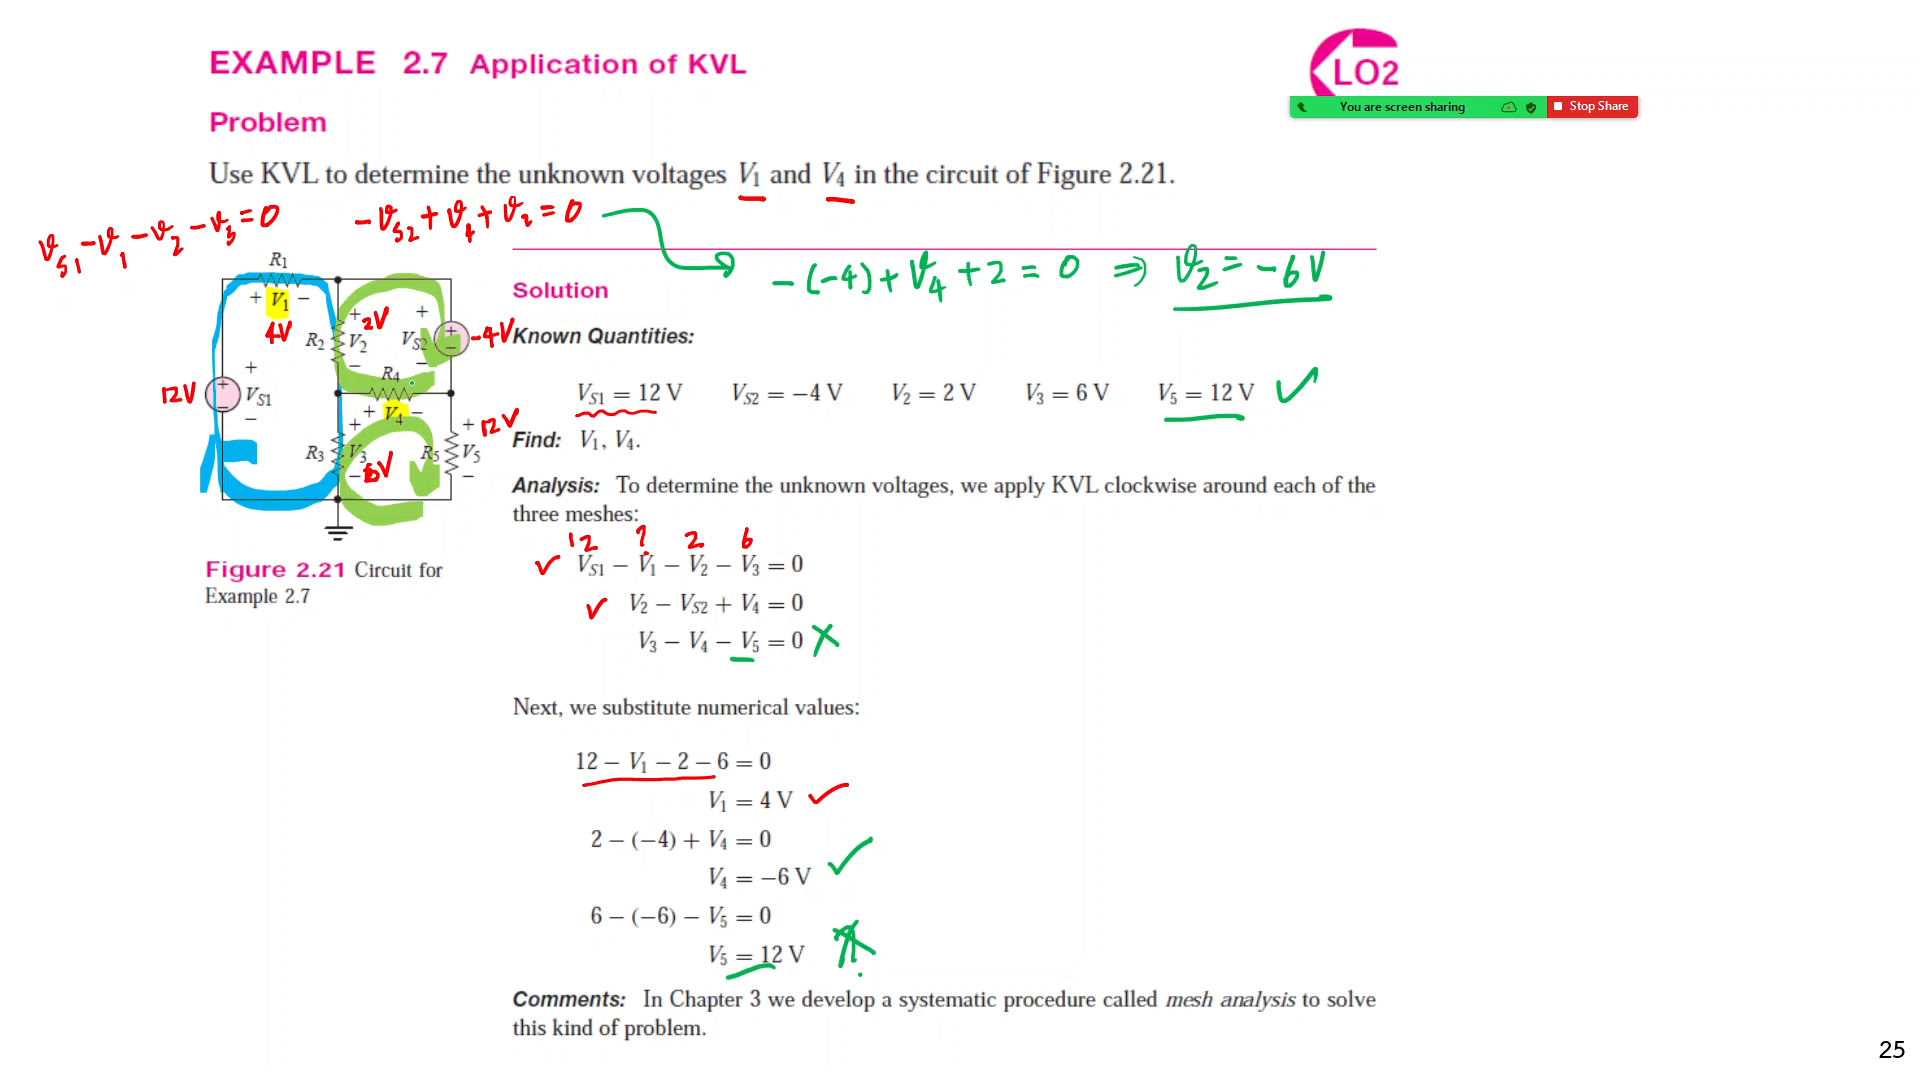 EXAMPLE 2.7 Application of KVL
LO2
You are screen sharing
Stop Share
Problem
Use KVL to determine the unknown voltages V1 and V4 in the circuit of Figure 2.21.
vS1 - v1 - v2 - v3 = 0
-vS2 + v4 + v2 = 0
-(-4) + V4 + 2 = 0 ⇒ v2 = -6V
R1
+ V1 −
4V
R2
+
V2
−
2V
+
VS2
−
+
−
-4V
12V
+
−
+
VS1
−
R4
+ V4 −
R3
+
V3
−
6V
R5
+
V5
−
12V
Figure 2.21 Circuit for
Example 2.7
Solution
Known Quantities:
VS1 = 12 V VS2 = −4 V V2 = 2 V V3 = 6 V V5 = 12 V ✓
Find: V1, V4.
Analysis: To determine the unknown voltages, we apply KVL clockwise around each of the
three meshes:
12 ? 2 6
✓ VS1 − V1 − V2 − V3 = 0
✓ V2 − VS2 + V4 = 0
V3 − V4 − V5 = 0 X
Next, we substitute numerical values:
12 − V1 − 2 − 6 = 0
V1 = 4 V ✓
2 − (−4) + V4 = 0
V4 = −6 V ✓
6 − (−6) − V5 = 0
V5 = 12 V
Comments: In Chapter 3 we develop a systematic procedure called mesh analysis to solve
this kind of problem.
25